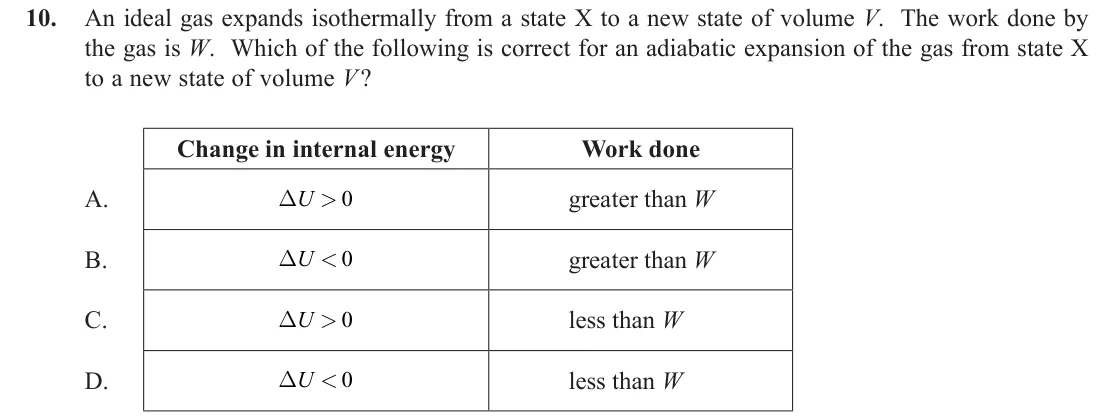 10. An ideal gas expands isothermally from a state X to a new state of volume V. The work done by
the gas is W. Which of the following is correct for an adiabatic expansion of the gas from state X
to a new state of volume V?
Change in internal energy Work done
A. ΔU > 0 greater than W
B. ΔU < 0 greater than W
C. ΔU > 0 less than W
D. ΔU < 0 less than W